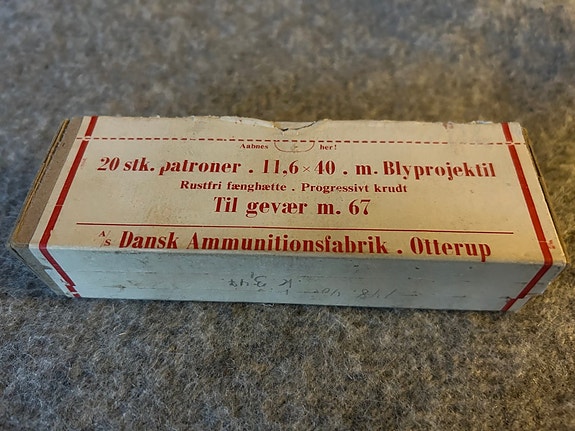 Aabnes her!
20 stk. patroner . 11,6 × 40 . m. Blyprojektil
Rustfri fænghætte . Progressivt krudt
Til gevær m. 67
A/S Dansk Ammunitionsfabrik . Otterup